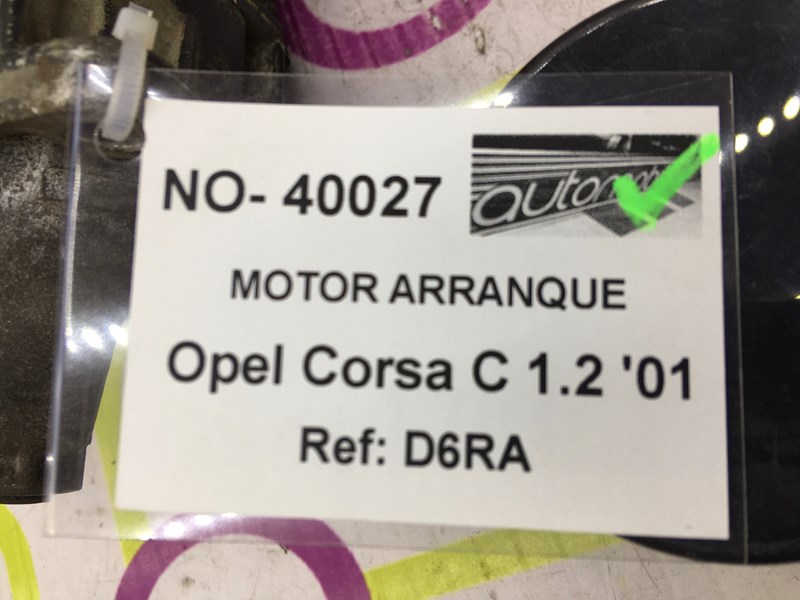 NO- 40027
MOTOR ARRANQUE
Opel Corsa C 1.2 '01
Ref: D6RA